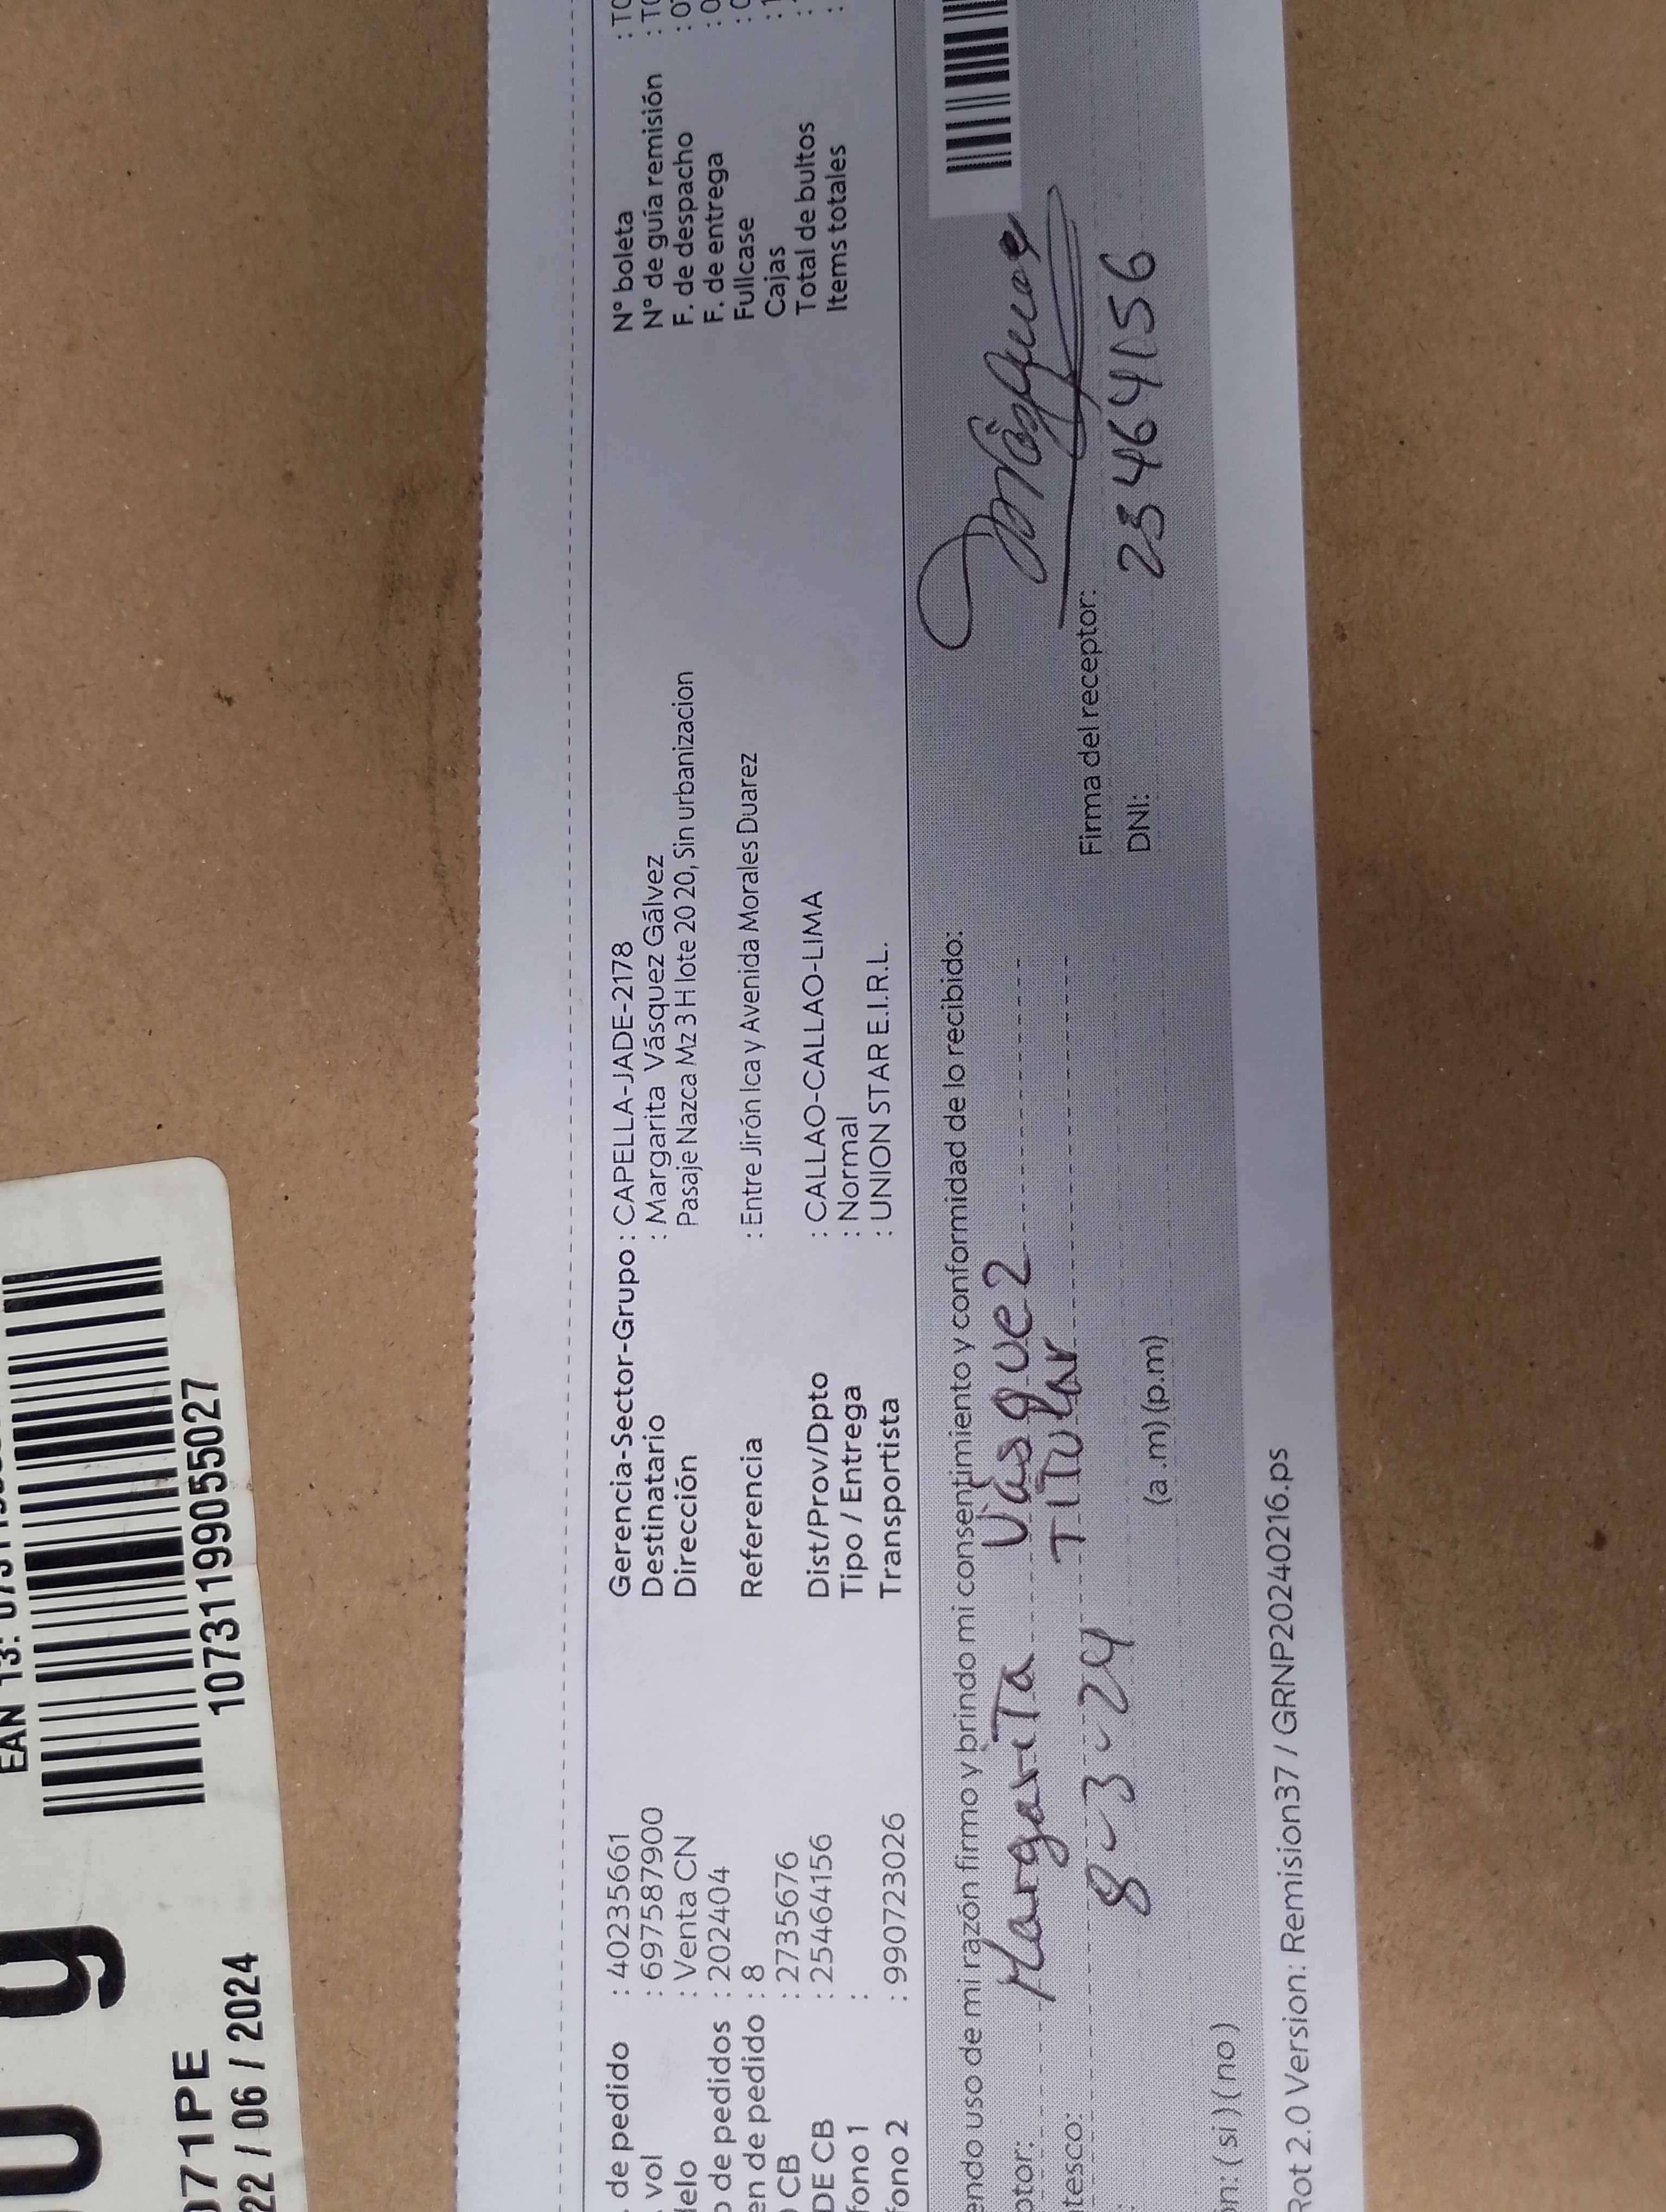 EAN 13: 
10731199055027
g
071PE
22 / 06 / 2024
de pedido : 40235661
vol : 697587900
delo : Venta CN
de pedidos : 202404
en de pedido : 8
CB : 2735676
DE CB : 25464156
fono 1 :
fono 2 : 990723026
Gerencia-Sector-Grupo : CAPELLA-JADE-2178
Destinatario : Margarita Vásquez Gálvez
Dirección Pasaje Nazca Mz 3 H lote 20 20, Sin urbanizacion
Referencia : Entre Jirón Ica y Avenida Morales Duarez
Dist/Prov/Dpto : CALLAO-CALLAO-LIMA
Tipo / Entrega : Normal
Transportista : UNION STAR E.I.R.L.
N° boleta
N° de guía remisión
F. de despacho
F. de entrega
Fullcase
Cajas
Total de bultos
Items totales
endo uso de mi razón firmo y brindo mi consentimiento y conformidad de lo recibido:
ptor: MargariTa Vásquez
tesco: TiTular
8-3-24
(a.m)(p.m)
Firma del receptor:
DNI: 25464156
ón: (si) (no)
Rot 2.0 Version: Remision37 / GRNP20240216.ps